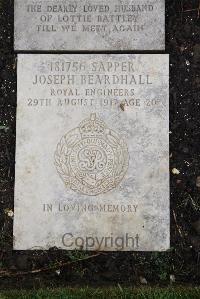 THE DEARLY LOVED HUSBAND
OF LOTTIE BARTLEY
TILL WE MEET AGAIN
181756 SAPPER
JOSEPH BEARDHALL
ROYAL ENGINEERS
29TH AUGUST 1917 AGE 20
IN LOVING MEMORY
Copyright